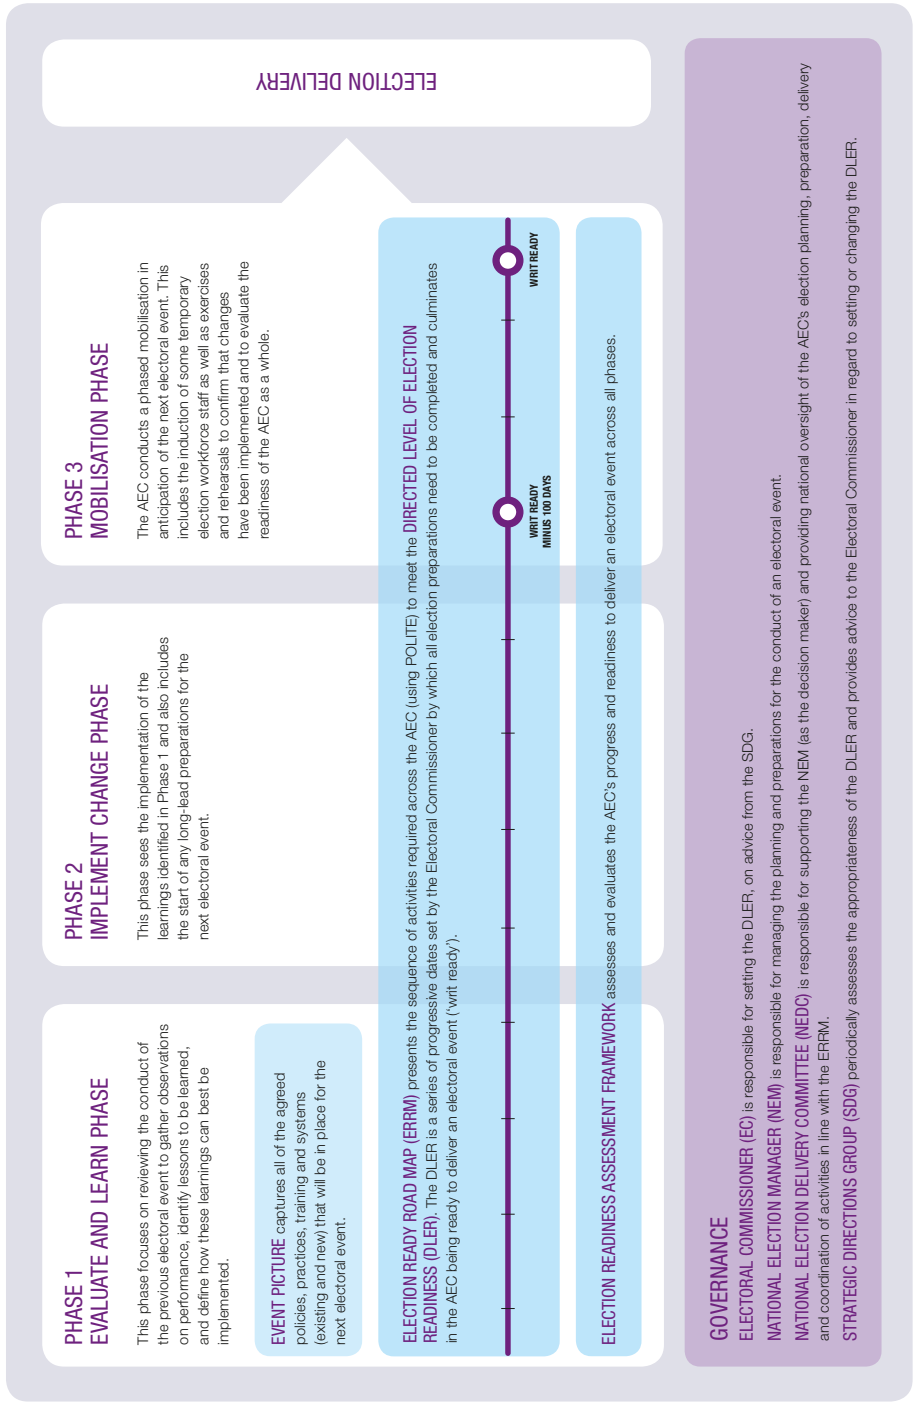 PHASE 1
EVALUATE AND LEARN PHASE
This phase focuses on reviewing the conduct of
the previous electoral event to gather observations
on performance, identify lessons to be learned,
and define how these learnings can best be
implemented.
EVENT PICTURE captures all of the agreed
policies, practices, training and systems
(existing and new) that will be in place for the
next electoral event.
PHASE 2
IMPLEMENT CHANGE PHASE
This phase sees the implementation of the
learnings identified in Phase 1 and also includes
the start of any long-lead preparations for the
next electoral event.
PHASE 3
MOBILISATION PHASE
The AEC conducts a phased mobilisation in
anticipation of the next electoral event. This
includes the induction of some temporary
election workforce staff as well as exercises
and rehearsals to confirm that changes
have been implemented and to evaluate the
readiness of the AEC as a whole.
ELECTION DELIVERY
ELECTION READY ROAD MAP (ERRM) presents the sequence of activities required across the AEC (using POLITE) to meet the DIRECTED LEVEL OF ELECTION
READINESS (DLER). The DLER is a series of progressive dates set by the Electoral Commissioner by which all election preparations need to be completed and culminates
in the AEC being ready to deliver an electoral event (‘writ ready’).
WRIT READY
MINUS 100 DAYS
WRIT READY
ELECTION READINESS ASSESSMENT FRAMEWORK assesses and evaluates the AEC’s progress and readiness to deliver an electoral event across all phases.
GOVERNANCE
ELECTORAL COMMISSIONER (EC) is responsible for setting the DLER, on advice from the SDG.
NATIONAL ELECTION MANAGER (NEM) is responsible for managing the planning and preparations for the conduct of an electoral event.
NATIONAL ELECTION DELIVERY COMMITTEE (NEDC) is responsible for supporting the NEM (as the decision maker) and providing national oversight of the AEC’s election planning, preparation, delivery
and coordination of activities in line with the ERRM.
STRATEGIC DIRECTIONS GROUP (SDG) periodically assesses the appropriateness of the DLER and provides advice to the Electoral Commissioner in regard to setting or changing the DLER.